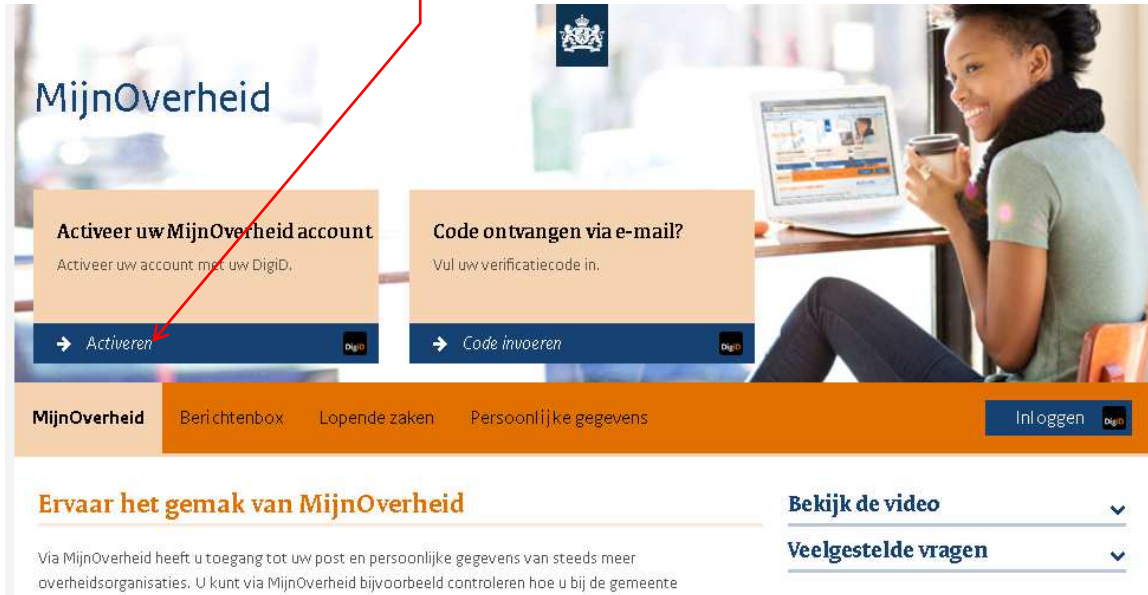 MijnOverheid
Activeer uw MijnOverheid account
Activeer uw account met uw DigiD.
→ Activeren
DigiD
Code ontvangen via e-mail?
Vul uw verificatiecode in.
→ Code invoeren
DigiD
MijnOverheid
Berichtenbox
Lopende zaken
Persoonlijke gegevens
Inloggen
DigiD
Ervaar het gemak van MijnOverheid
Via MijnOverheid heeft u toegang tot uw post en persoonlijke gegevens van steeds meer
overheidsorganisaties. U kunt via MijnOverheid bijvoorbeeld controleren hoe u bij de gemeente
Bekijk de video
Veelgestelde vragen